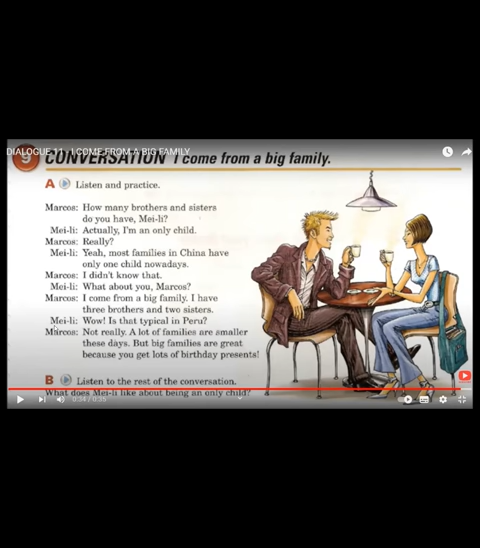 DIALOGUE 11 - I COME FROM A BIG FAMILY
9 CONVERSATION I come from a big family.
A Listen and practice.
Marcos: How many brothers and sisters
do you have, Mei-li?
Mei-li: Actually, I'm an only child.
Marcos: Really?
Mei-li: Yeah, most families in China have
only one child nowadays.
Marcos: I didn't know that.
Mei-li: What about you, Marcos?
Marcos: I come from a big family. I have
three brothers and two sisters.
Mei-li: Wow! Is that typical in Peru?
Marcos: Not really. A lot of families are smaller
these days. But big families are great
because you get lots of birthday presents!
B Listen to the rest of the conversation.
What does Mei-li like about being an only child?
0:34 / 0:35